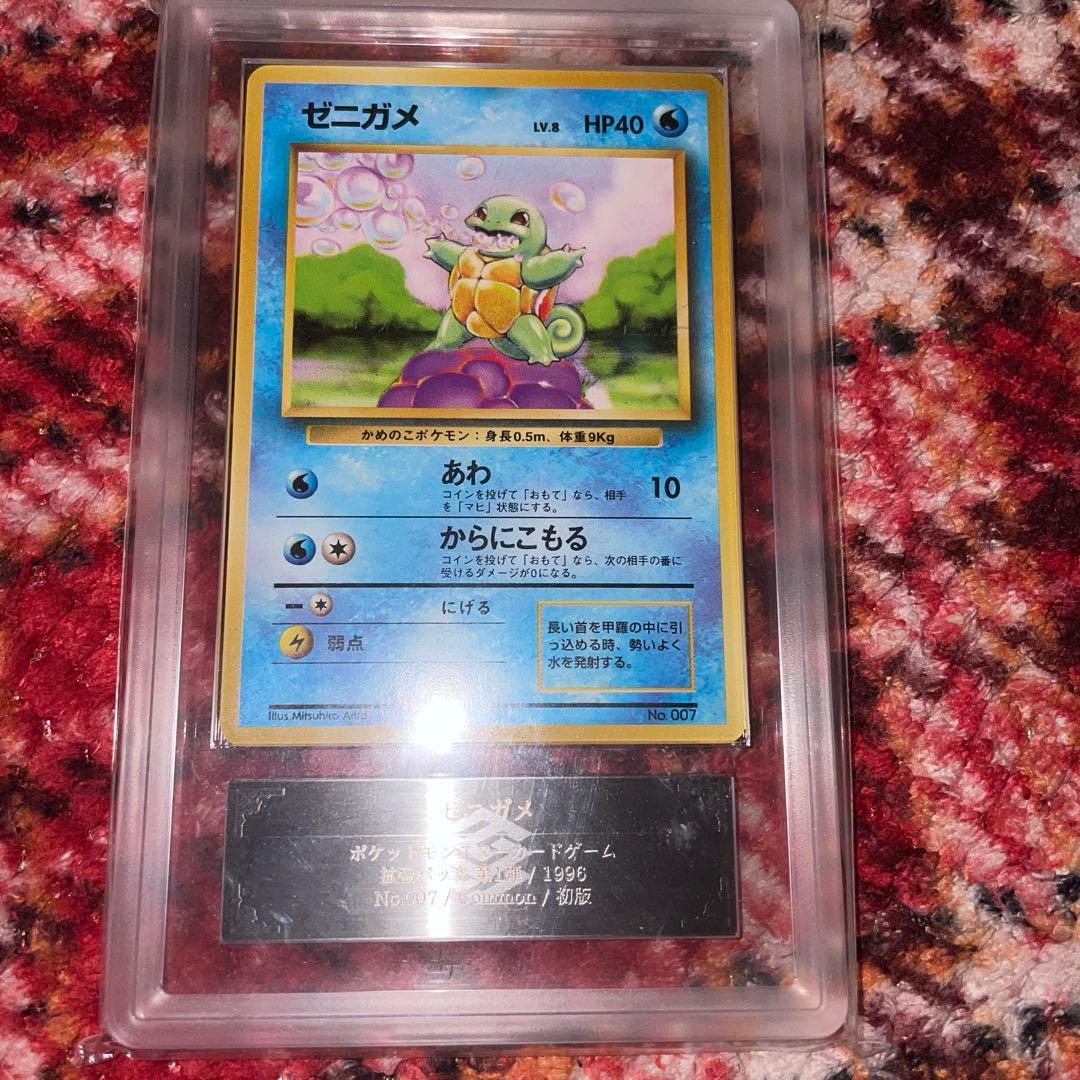 ゼニガメ LV.8 HP40
かめのこポケモン：身長0.5m、体重9Kg
あわ 10
コインを投げて「おもて」なら、相手
を「マヒ」状態にする。
からにこもる
コインを投げて「おもて」なら、次の相手の番に
受けるダメージが0になる。
にげる
弱点
長い首を甲羅の中に引
っ込める時、勢いよく
水を発射する。
Illus.Mitsuhiro Arita No. 007
ゼニガメ
ポケットモンスターカードゲーム
拡張パック 第1弾 / 1996
No.007 / Common / 初版